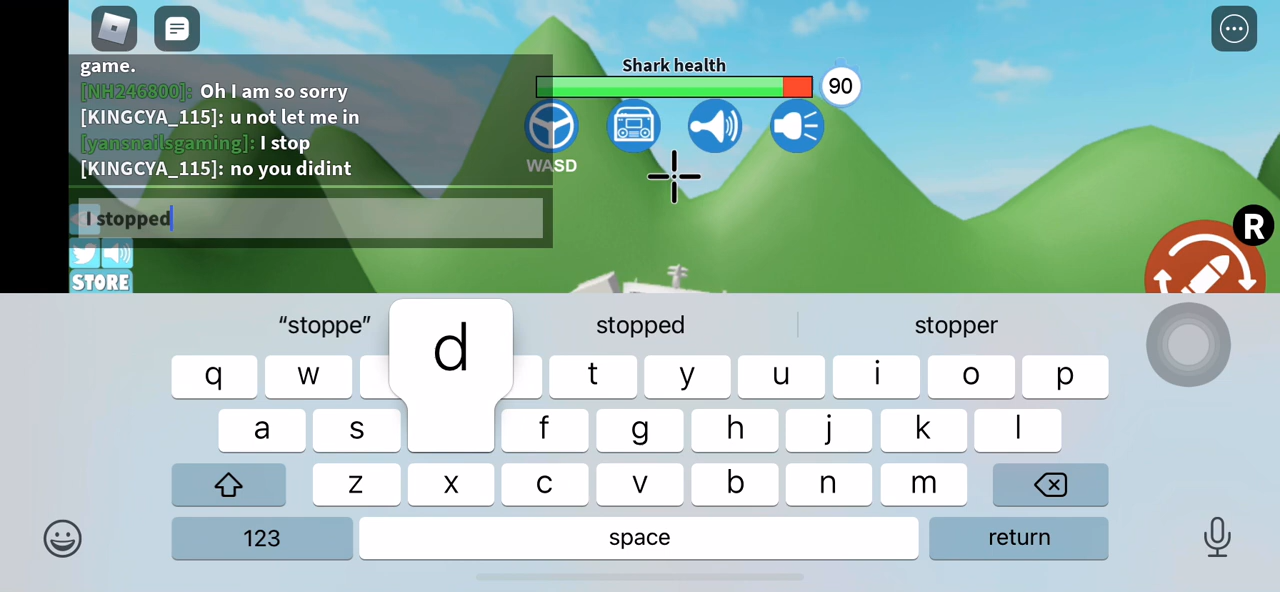 game.
[NH246800]: Oh I am so sorry
[KINGCYA_115]: u not let me in
[yansnailsgaming]: I stop
[KINGCYA_115]: no you didint
I stopped
STORE
Shark health
90
WASD
R
“stoppe” stopped stopper
d
q w t y u i o p
a s f g h j k l
z x c v b n m
123 space return